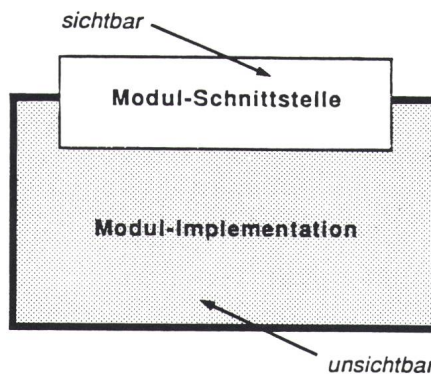 sichtbar
Modul-Schnittstelle
Modul-Implementation
unsichtbar